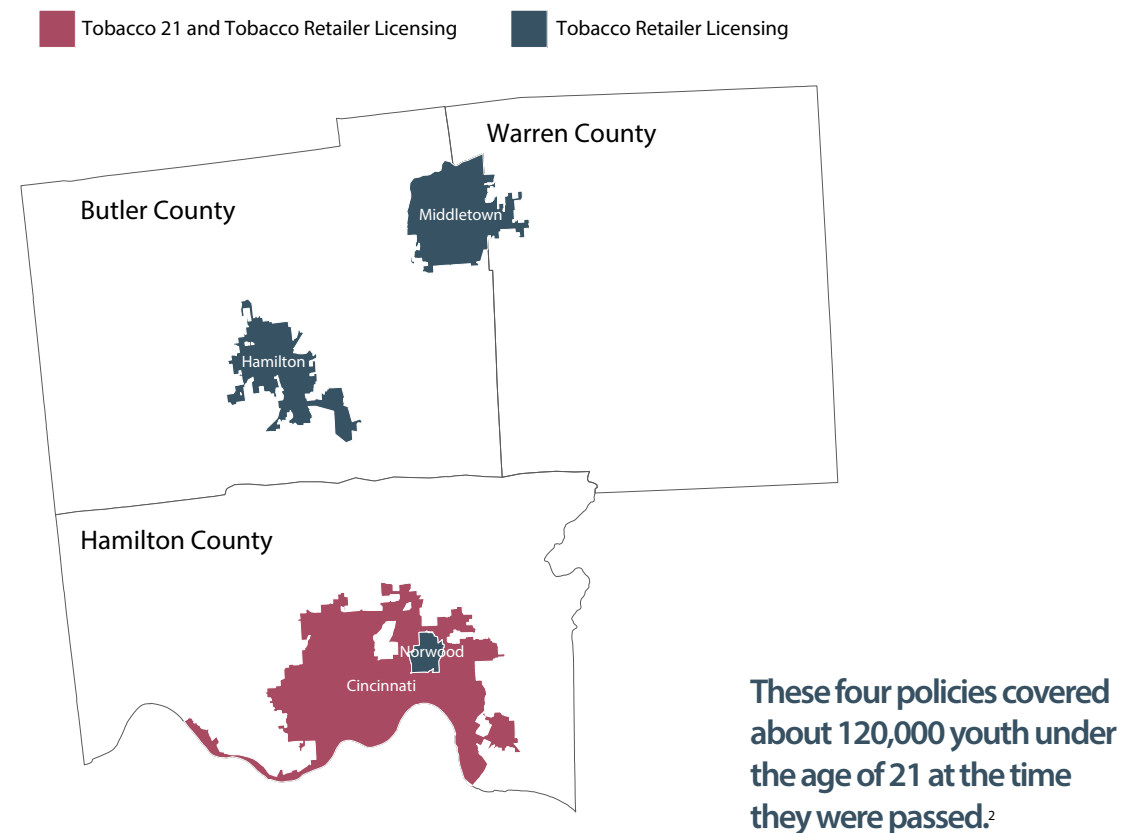 Tobacco 21 and Tobacco Retailer Licensing
Tobacco Retailer Licensing
Warren County
Butler County
Middletown
Hamilton
Hamilton County
Norwood
Cincinnati
These four policies covered
about 120,000 youth under
the age of 21 at the time
they were passed.2